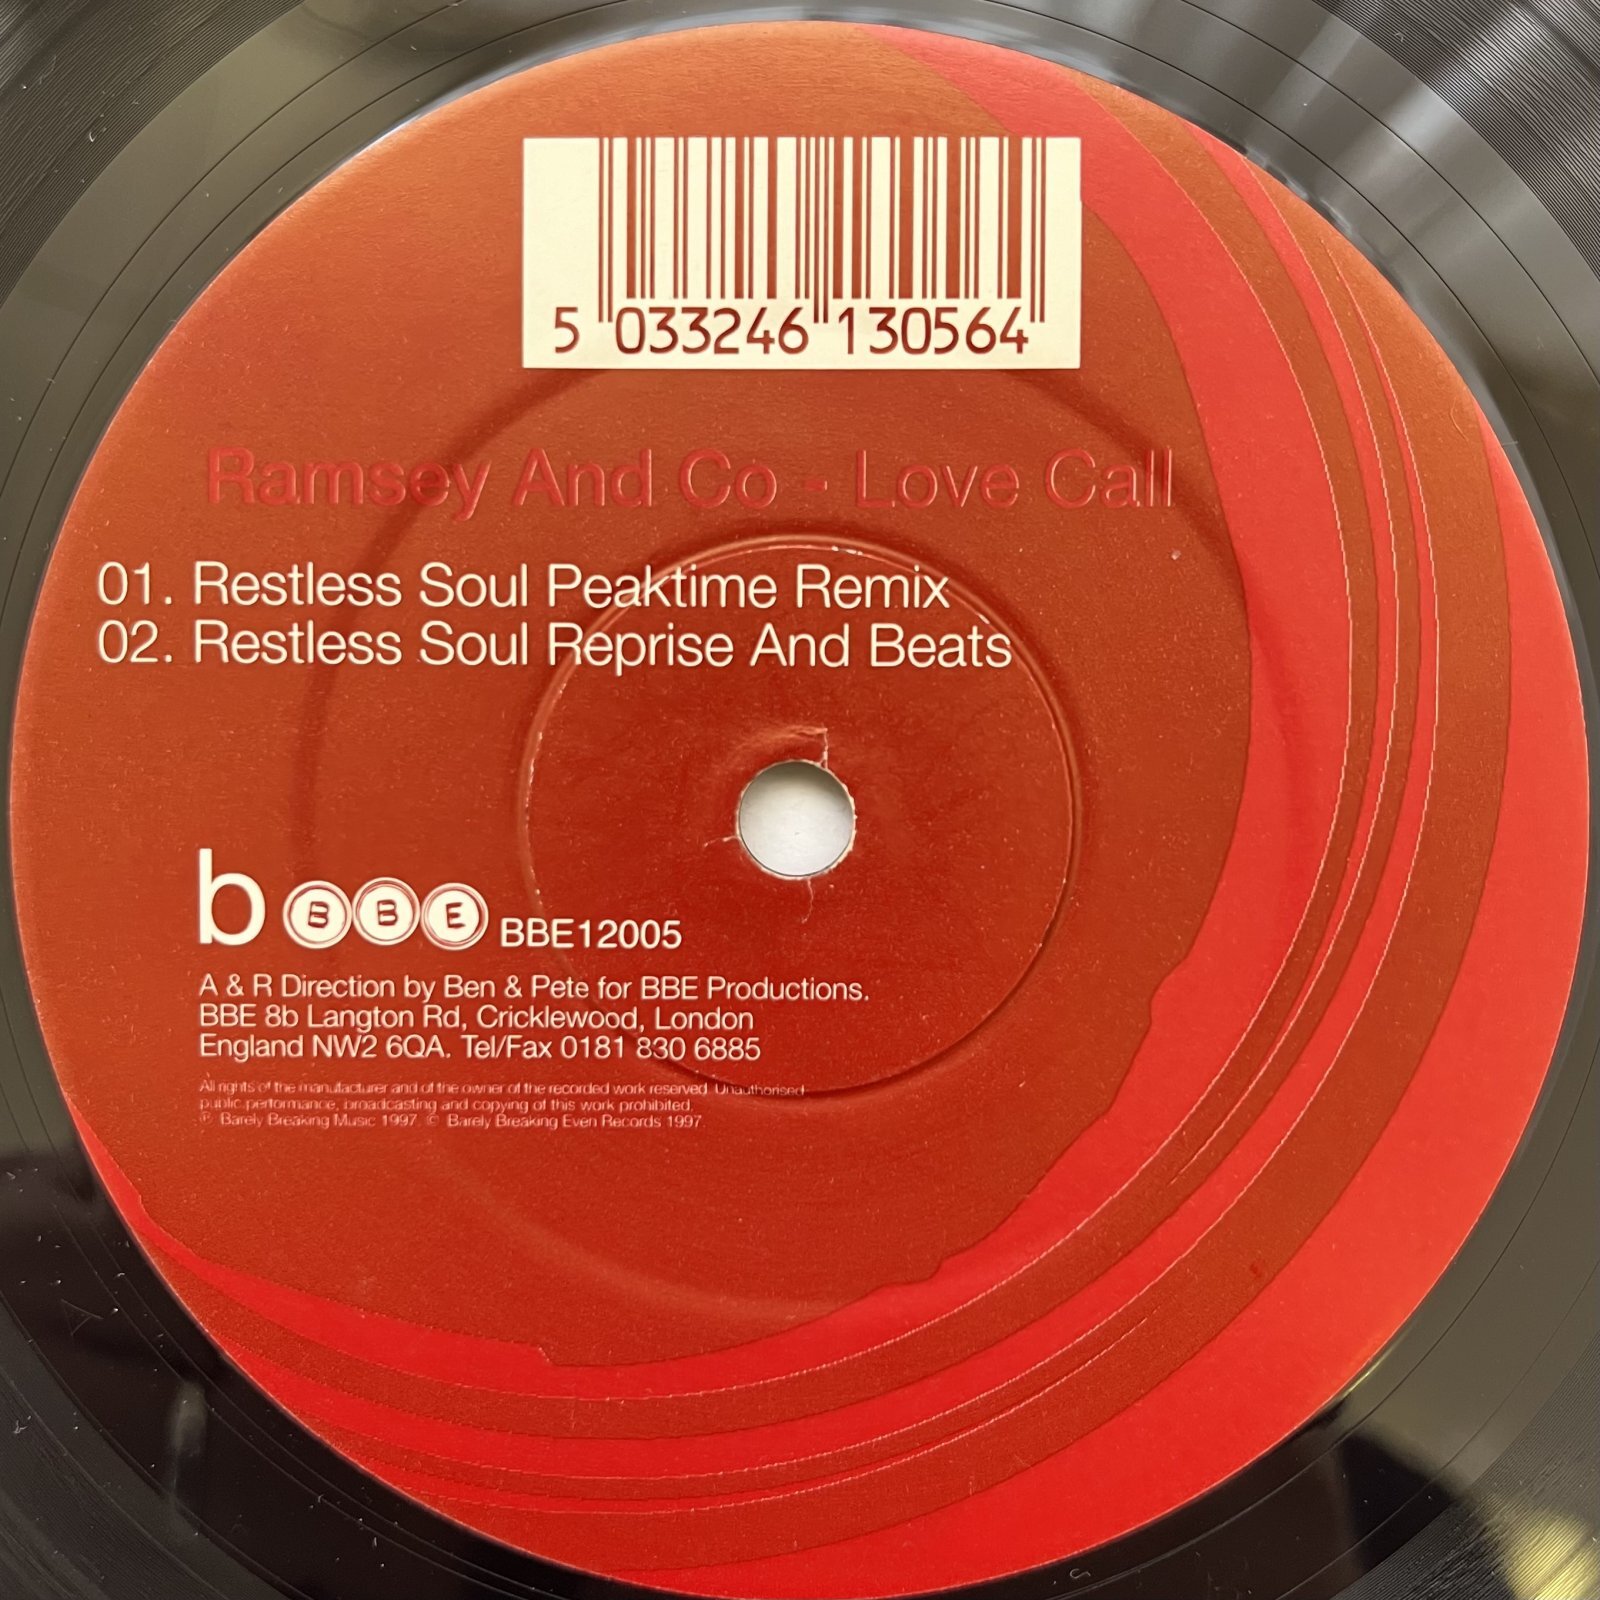 5 033246 130564
Ramsey And Co - Love Call
01. Restless Soul Peaktime Remix
02. Restless Soul Reprise And Beats
b BBE BBE12005
A & R Direction by Ben & Pete for BBE Productions.
BBE 8b Langton Rd, Cricklewood, London
England NW2 6QA. Tel/Fax 0181 830 6885
All rights of the manufacturer and of the owner of the recorded work reserved. Unauthorised
public performance, broadcasting and copying of this work prohibited.
℗ Barely Breaking Music 1997. © Barely Breaking Even Records 1997.